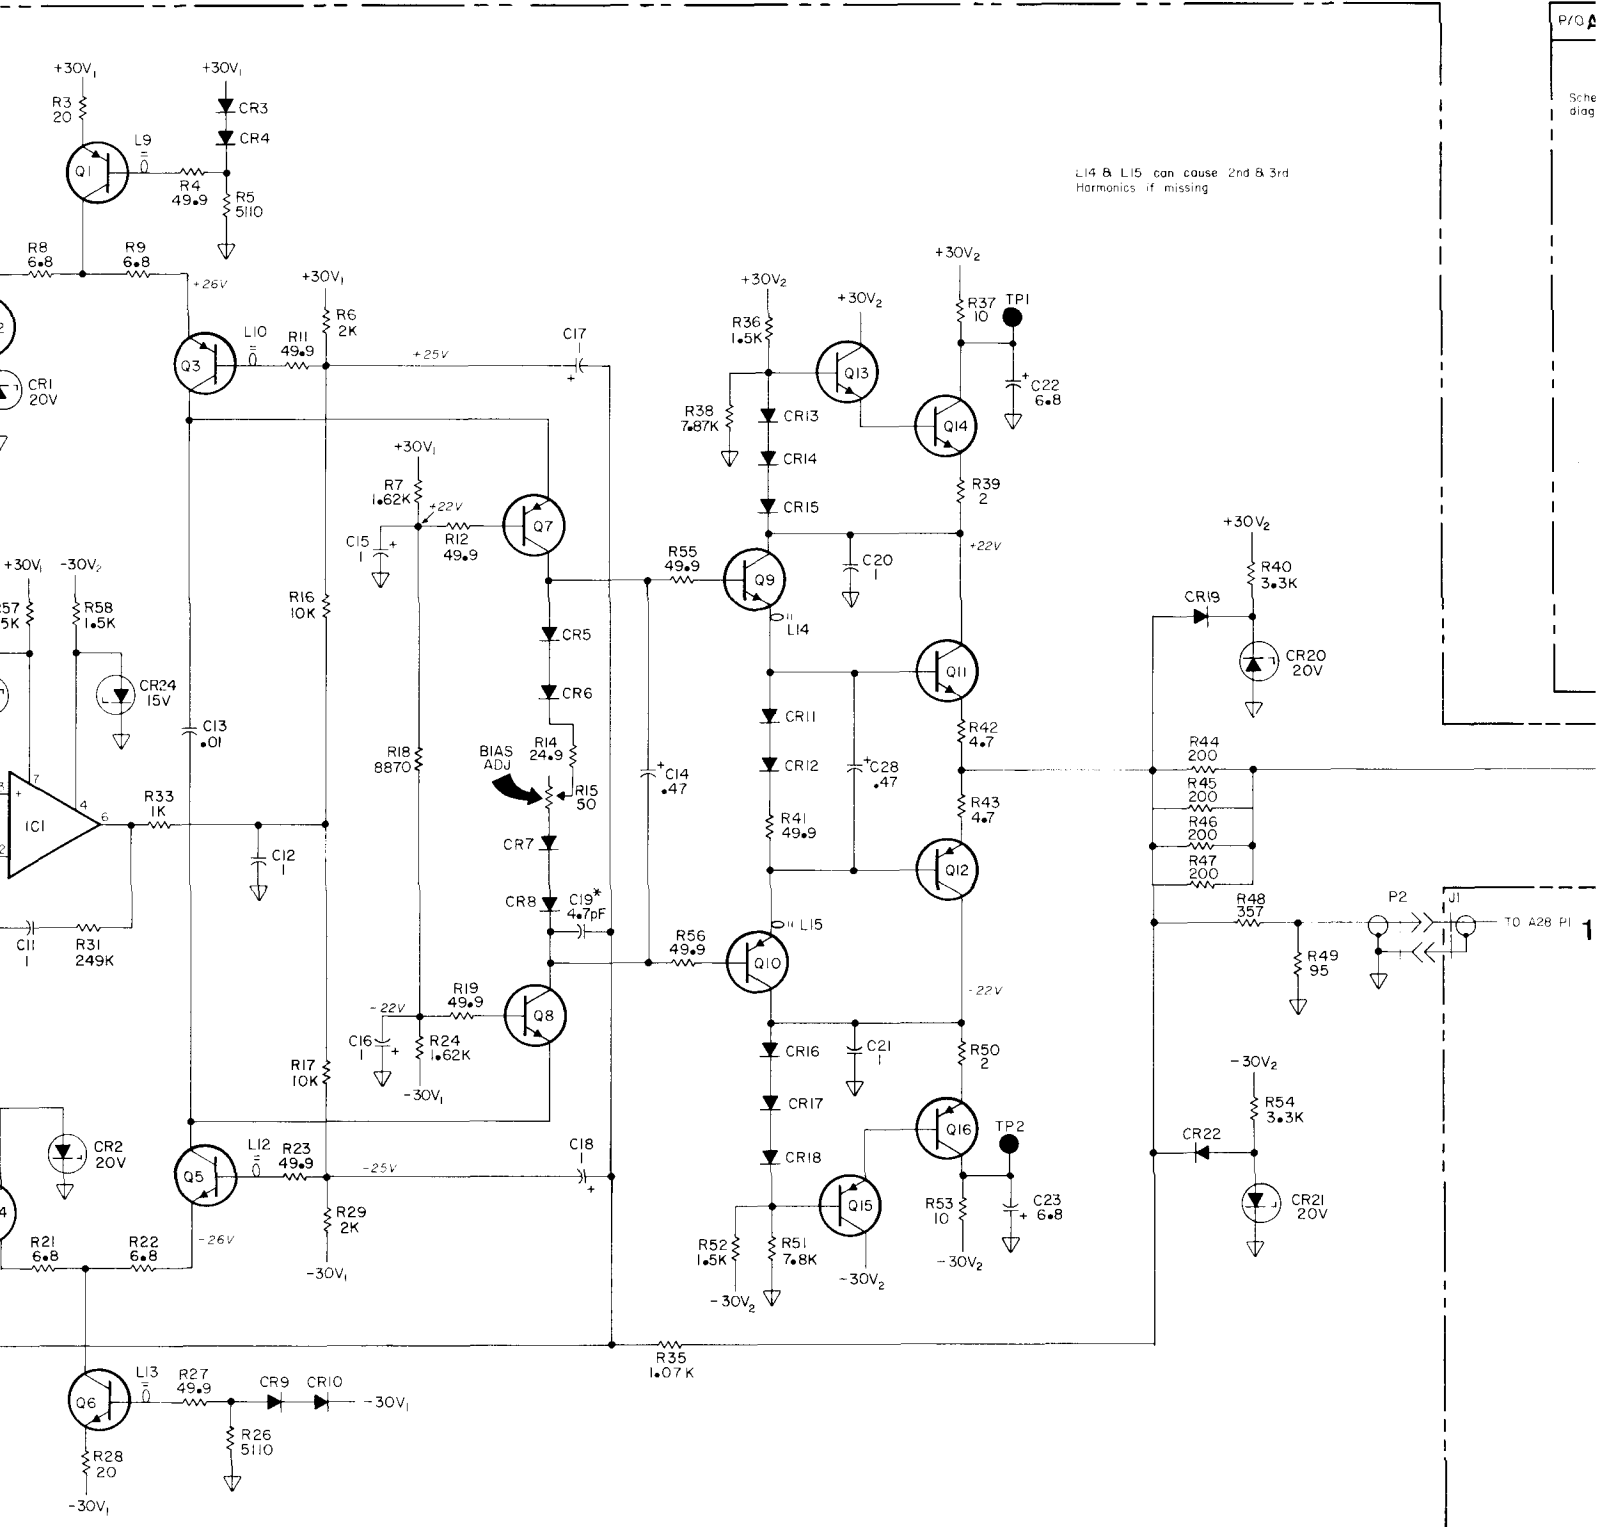 P/O A
Sche
diag
+30V₁
R3
20
Q1
L9
R4
49.9
+30V₁
CR3
CR4
R5
5110
L14 & L15 can cause 2nd & 3rd
Harmonics if missing
R8
6.8
R9
6.8
+26V
+30V₁
R6
2K
Q3
L10
R11
49.9
+25V
C17
1
+
2
CR1
20V
+30V₂
R36
1.5K
+30V₂
Q13
+30V₂
R37
10
TP1
+
C22
6.8
R38
7.87K
CR13
Q14
CR14
CR15
R39
2
+22V
+30V₁
R7
1.62K
+22V
C15
1
+
R12
49.9
Q7
R55
49.9
Q9
C20
1
L14
+30V₂
R40
3.3K
CR19
CR20
20V
+30V₁
-30V₂
57
5K
R58
1.5K
CR24
15V
R16
10K
CR5
CR6
Q11
C13
.01
R18
8870
BIAS
ADJ
R14
24.9
R15
50
+
C14
.47
CR11
CR12
+
C28
.47
R42
4.7
R43
4.7
R44
200
R45
200
R46
200
R47
200
3
+
7
4
6
2
IC1
R33
1K
C12
1
CR7
R41
49.9
Q12
CR8
C19*
4.7pF
C11
1
R31
249K
R48
357
P2
J1
TO A28 P1
1
R49
95
R56
49.9
L15
Q10
-22V
R19
49.9
-22V
Q8
C16
1
+
R24
1.62K
-30V₁
R17
10K
CR16
C21
1
R50
2
CR17
Q16
TP2
CR18
-30V₂
R54
3.3K
CR22
CR21
20V
CR2
20V
Q5
L12
R23
49.9
-25V
C18
1
+
4
R29
2K
-30V₁
-26V
R21
6.8
R22
6.8
R52
1.5K
-30V₂
R51
7.8K
Q15
-30V₂
R53
10
-30V₂
+
C23
6.8
R35
1.07K
Q6
L13
R27
49.9
CR9
CR10
-30V₁
R26
5110
R28
20
-30V₁